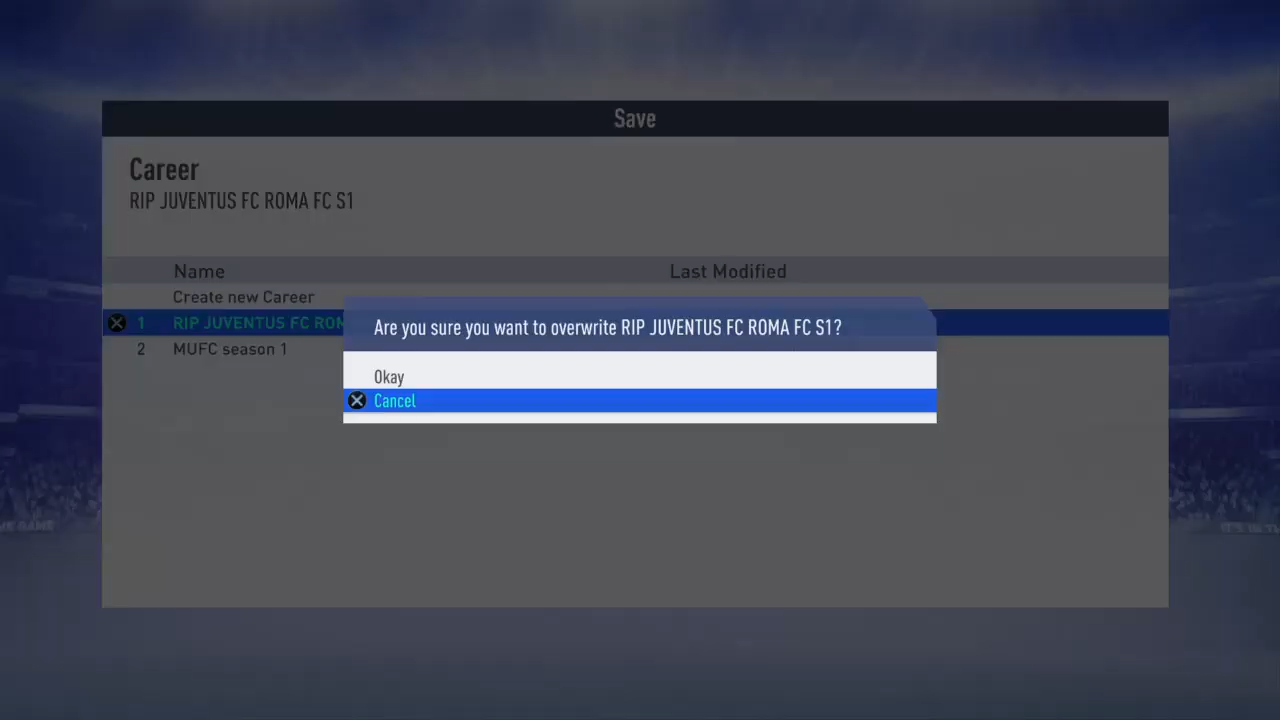 Save
Career
RIP JUVENTUS FC ROMA FC S1
Name Last Modified
Create new Career
1 RIP JUVENTUS FC ROM
2 MUFC season 1
Are you sure you want to overwrite RIP JUVENTUS FC ROMA FC S1?
Okay
Cancel
GAME